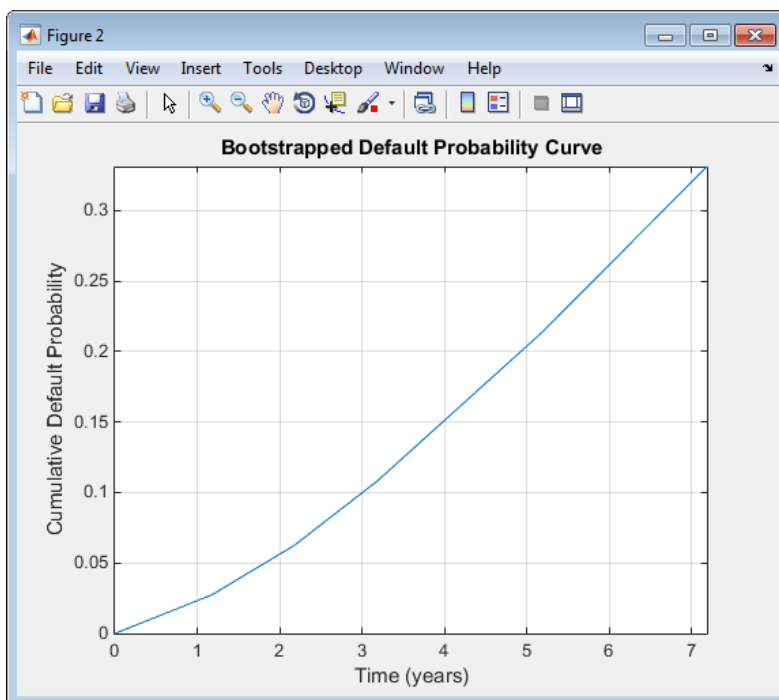 Figure 2
File Edit View Insert Tools Desktop Window Help
Bootstrapped Default Probability Curve
Cumulative Default Probability
0.3
0.25
0.2
0.15
0.1
0.05
0
0 1 2 3 4 5 6 7
Time (years)